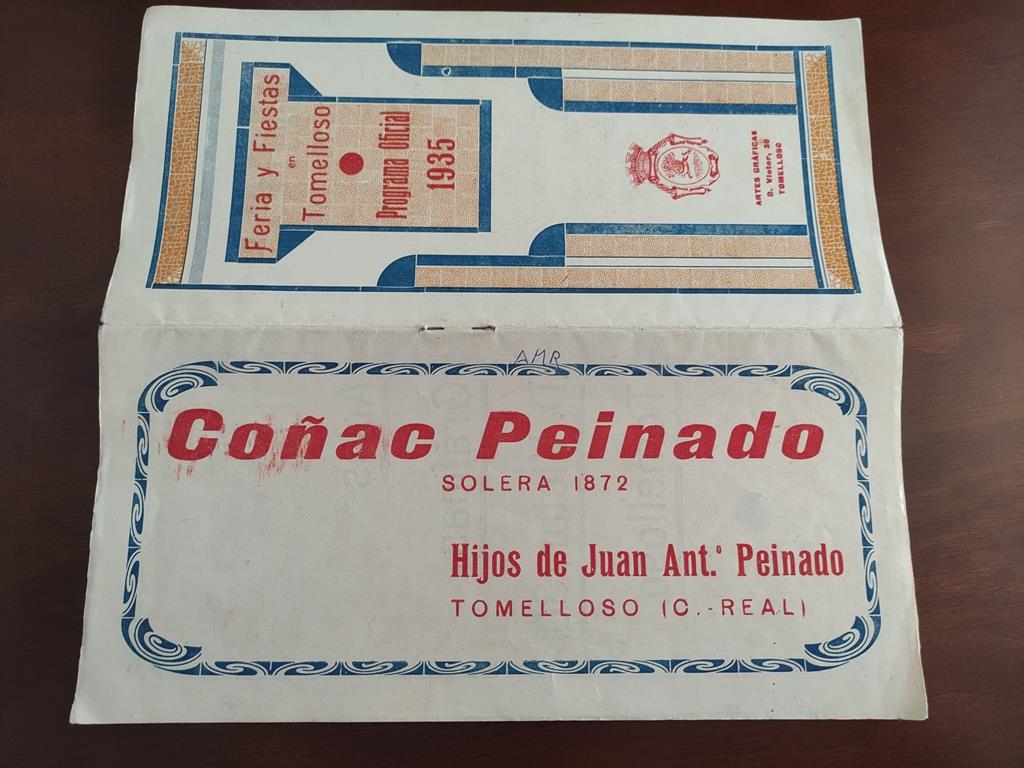 Feria y Fiestas
en
Tomelloso
Programa Oficial
1935
ARTES GRÁFICAS
D. Victor, 30
TOMELLOSO
AMR
Coñac Peinado
SOLERA 1872
Hijos de Juan Ant.º Peinado
TOMELLOSO (C.-REAL)